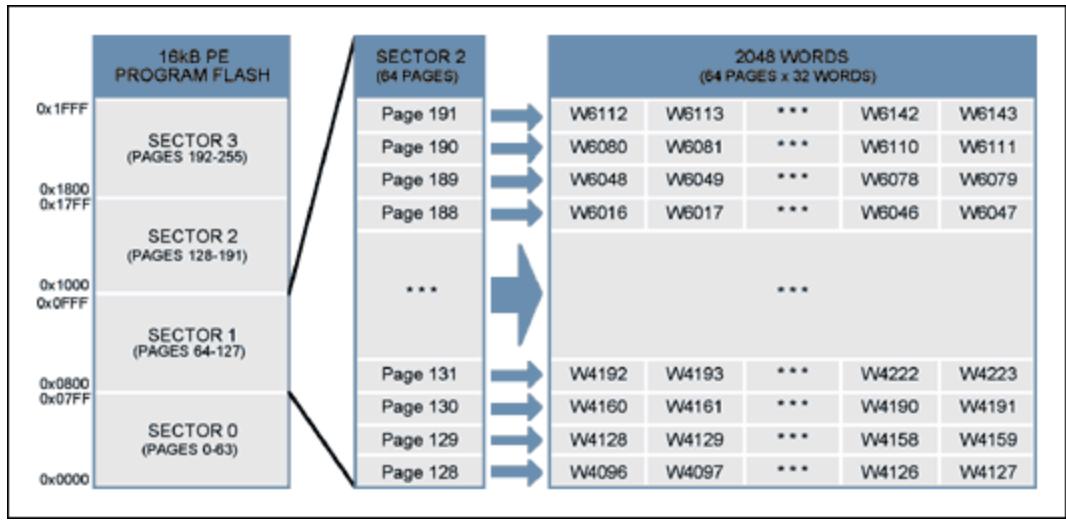 16kB PE
PROGRAM FLASH
0x1FFF
SECTOR 3
(PAGES 192-255)
0x1800
0x17FF
SECTOR 2
(PAGES 128-191)
0x1000
0x0FFF
SECTOR 1
(PAGES 64-127)
0x0800
0x07FF
SECTOR 0
(PAGES 0-63)
0x0000
SECTOR 2
(64 PAGES)
2048 WORDS
(64 PAGES x 32 WORDS)
Page 191 W6112 W6113 * * * W6142 W6143
Page 190 W6080 W6081 * * * W6110 W6111
Page 189 W6048 W6049 * * * W6078 W6079
Page 188 W6016 W6017 * * * W6046 W6047
* * * * * *
Page 131 W4192 W4193 * * * W4222 W4223
Page 130 W4160 W4161 * * * W4190 W4191
Page 129 W4128 W4129 * * * W4158 W4159
Page 128 W4096 W4097 * * * W4126 W4127